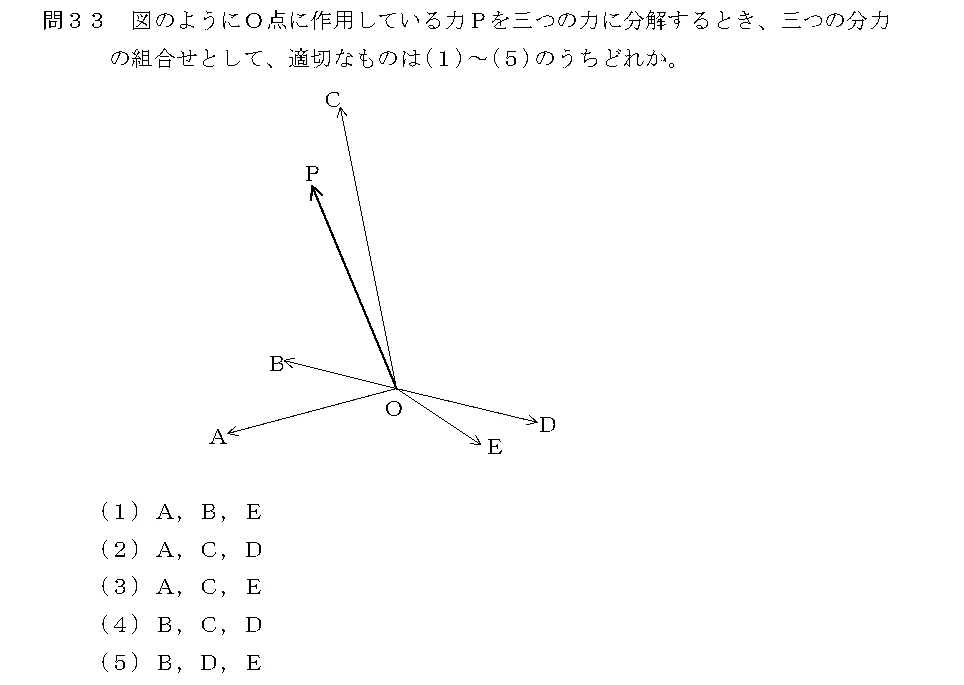 問３３　図のようにＯ点に作用している力Ｐを三つの力に分解するとき、三つの分力
の組合せとして、適切なものは(１)～(５)のうちどれか。
C
P
B
O
A
D
E
(１) Ａ，Ｂ，Ｅ
(２) Ａ，Ｃ，Ｄ
(３) Ａ，Ｃ，Ｅ
(４) Ｂ，Ｃ，Ｄ
(５) Ｂ，Ｄ，Ｅ